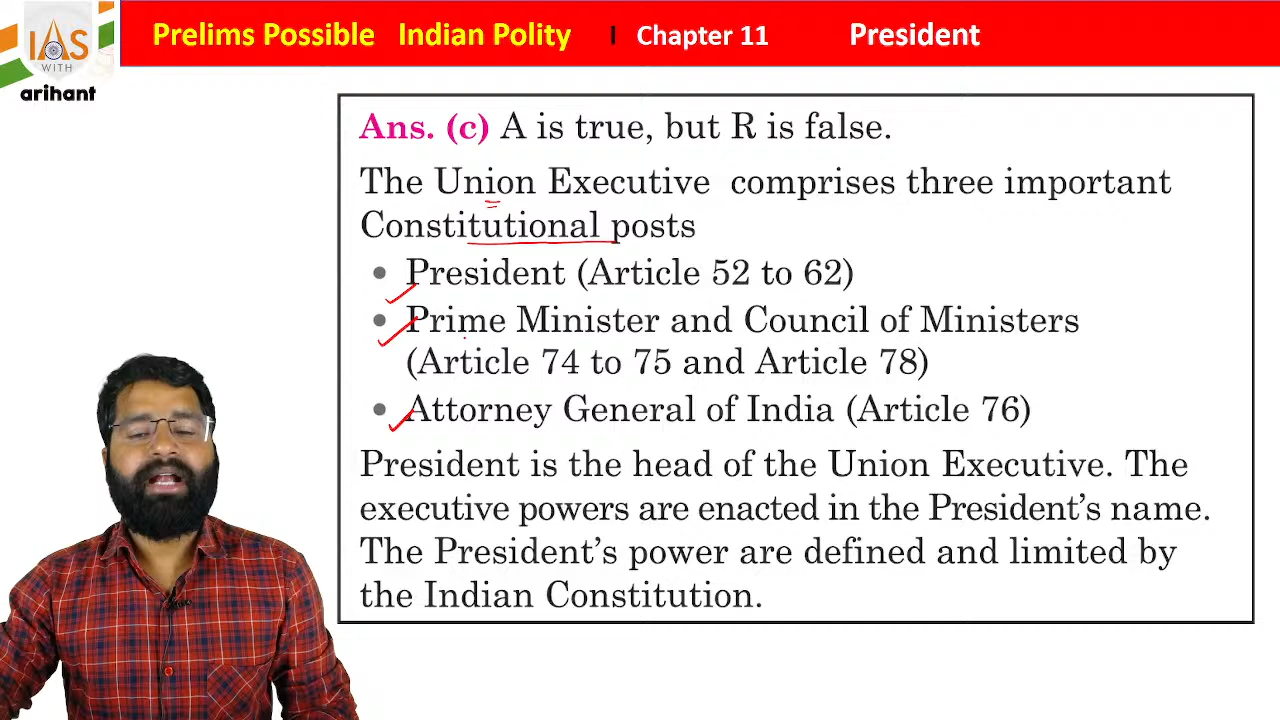 IAS
WITH
arihant
Prelims Possible Indian Polity | Chapter 11 President
Ans. (c) A is true, but R is false.
The Union Executive comprises three important
Constitutional posts
• President (Article 52 to 62)
• Prime Minister and Council of Ministers
(Article 74 to 75 and Article 78)
• Attorney General of India (Article 76)
President is the head of the Union Executive. The
executive powers are enacted in the President's name.
The President's power are defined and limited by
the Indian Constitution.